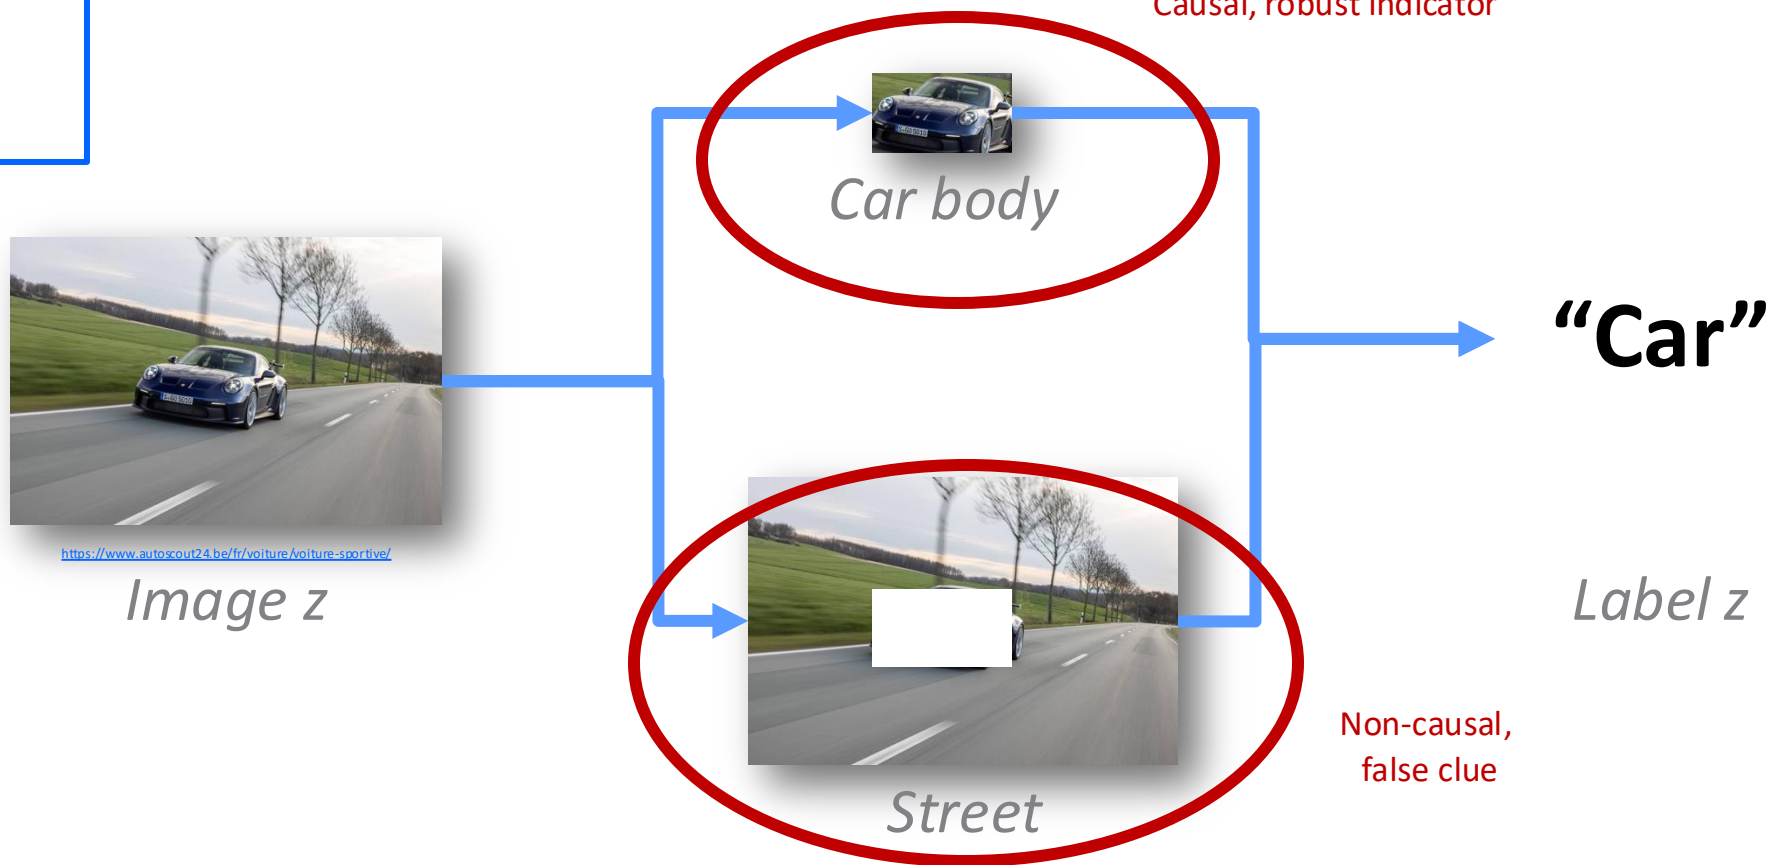 Causal, robust indicator
Car body
“Car”
https://www.autoscout24.be/fr/voiture/voiture-sportive/
Image z
Label z
Non-causal,
false clue
Street